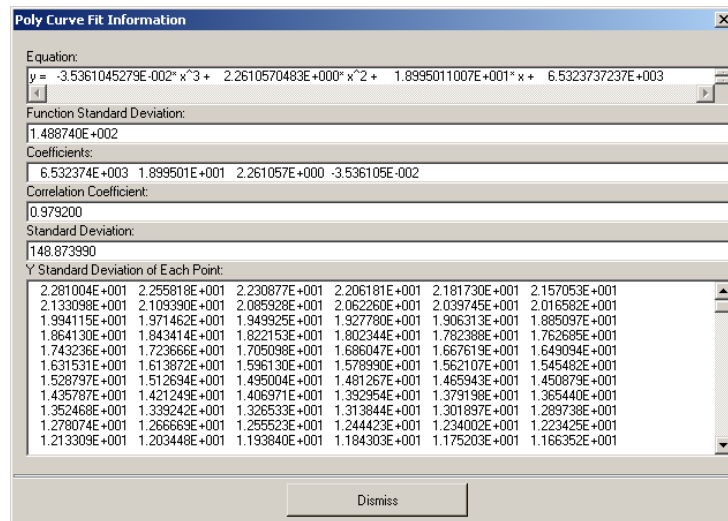 Poly Curve Fit Information
Equation:
y = -3.5361045279E-002* x^3 + 2.2610570483E+000* x^2 + 1.8995011007E+001* x + 6.5323737237E+003
Function Standard Deviation:
1.488740E+002
Coefficients:
6.532374E+003 1.899501E+001 2.261057E+000 -3.536105E-002
Correlation Coefficient:
0.979200
Standard Deviation:
148.873990
Y Standard Deviation of Each Point:
2.281004E+001 2.255818E+001 2.230877E+001 2.206181E+001 2.181730E+001 2.157053E+001
2.133098E+001 2.109390E+001 2.085928E+001 2.062260E+001 2.039745E+001 2.016582E+001
1.994115E+001 1.971462E+001 1.949925E+001 1.927780E+001 1.906313E+001 1.885097E+001
1.864130E+001 1.843414E+001 1.822153E+001 1.802344E+001 1.782388E+001 1.762685E+001
1.743236E+001 1.723666E+001 1.705098E+001 1.686047E+001 1.667619E+001 1.649094E+001
1.631531E+001 1.613872E+001 1.596130E+001 1.578990E+001 1.562107E+001 1.545482E+001
1.528797E+001 1.512694E+001 1.495004E+001 1.481267E+001 1.465943E+001 1.450879E+001
1.435787E+001 1.421249E+001 1.406971E+001 1.392954E+001 1.379198E+001 1.365440E+001
1.352468E+001 1.339242E+001 1.326533E+001 1.313844E+001 1.301897E+001 1.289738E+001
1.278074E+001 1.266669E+001 1.255523E+001 1.244423E+001 1.234002E+001 1.223425E+001
1.213309E+001 1.203448E+001 1.193840E+001 1.184303E+001 1.175203E+001 1.166352E+001
Dismiss